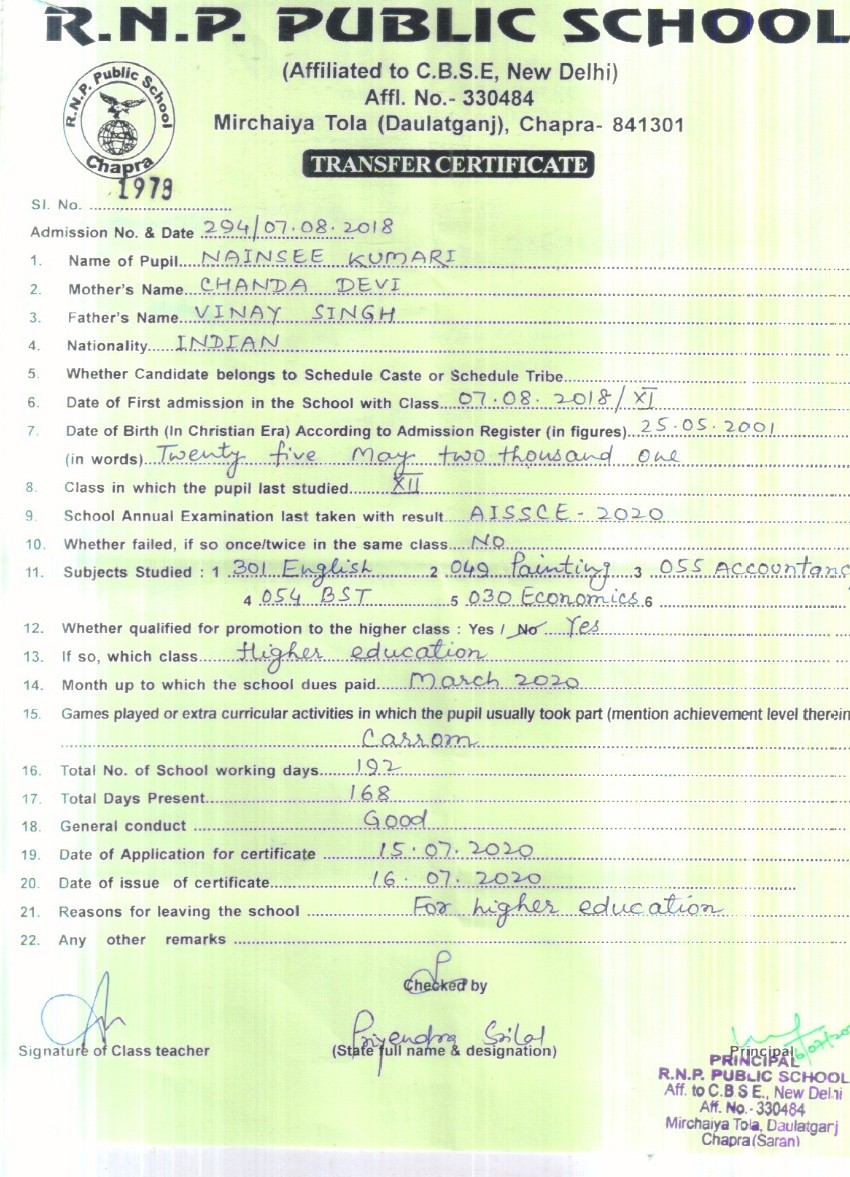 R.N.P. PUBLIC SCHOOL
(Affiliated to C.B.S.E, New Delhi)
Affl. No.- 330484
Mirchaiya Tola (Daulatganj), Chapra- 841301
R.N.P. Public School
Chapra
TRANSFER CERTIFICATE
Sl. No. 1978
Admission No. & Date 294/07.08.2018
1. Name of Pupil NAINSEE KUMARI
2. Mother's Name CHANDA DEVI
3. Father's Name VINAY SINGH
4. Nationality INDIAN
5. Whether Candidate belongs to Schedule Caste or Schedule Tribe
6. Date of First admission in the School with Class 07.08.2018/XI
7. Date of Birth (In Christian Era) According to Admission Register (in figures) 25.05.2001
(in words) Twenty five May two thousand one
8. Class in which the pupil last studied XII
9. School Annual Examination last taken with result AISSCE-2020
10. Whether failed, if so once/twice in the same class NO
11. Subjects Studied : 1 301 English 2 049 Painting 3 055 Accountanc
4 054 BST 5 030 Economics 6
12. Whether qualified for promotion to the higher class : Yes / No Yes
13. If so, which class Higher education
14. Month up to which the school dues paid March 2020
15. Games played or extra curricular activities in which the pupil usually took part (mention achievement level therein
Carrom
16. Total No. of School working days 192
17. Total Days Present 168
18. General conduct Good
19. Date of Application for certificate 15.07.2020
20. Date of issue of certificate 16.07.2020
21. Reasons for leaving the school For higher education
22. Any other remarks
Checked by
Signature of Class teacher
(State full name & designation)
Principal
PRINCIPAL
R.N.P. PUBLIC SCHOOL
Aff. to C.B.S.E., New Delhi
Aff. No.-330484
Mirchaiya Tola, Daulatganj
Chapra (Saran)